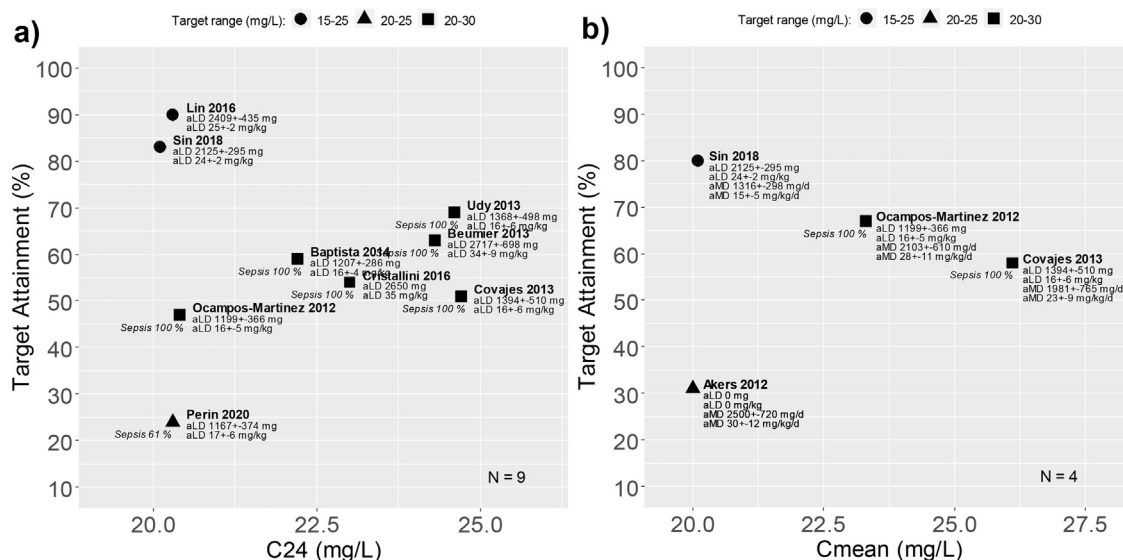 Target range (mg/L): 15-25 20-25 20-30
a)
Target Attainment (%)
100
90
80
70
60
50
40
30
20
10
Lin 2016
aLD 2409+-435 mg
aLD 25+-2 mg/kg
Sin 2018
aLD 2125+-295 mg
aLD 24+-2 mg/kg
Udy 2013
aLD 1368+-498 mg
aLD 16+-6 mg/kg
Sepsis 100 %
Beumier 2013
aLD 2717+-698 mg
aLD 34+-9 mg/kg
Sepsis 100 %
Baptista 2014
aLD 1207+-286 mg
aLD 16+-4 mg/kg
Sepsis 100 %
Cristallini 2016
aLD 2650 mg
aLD 35 mg/kg
Sepsis 100 %
Covajes 2013
aLD 1394+-510 mg
aLD 16+-6 mg/kg
Sepsis 100 %
Ocampos-Martinez 2012
aLD 1199+-366 mg
aLD 16+-5 mg/kg
Sepsis 100 %
Perin 2020
aLD 1167+-374 mg
aLD 17+-6 mg/kg
Sepsis 61 %
N = 9
20.0 22.5 25.0
C24 (mg/L)
Target range (mg/L): 15-25 20-25 20-30
b)
Target Attainment (%)
100
90
80
70
60
50
40
30
20
10
Sin 2018
aLD 2125+-295 mg
aLD 24+-2 mg/kg
aMD 1316+-298 mg/d
aMD 15+-5 mg/kg/d
Ocampos-Martinez 2012
aLD 1199+-366 mg
aLD 16+-5 mg/kg
aMD 2103+-610 mg/d
aMD 28+-11 mg/kg/d
Sepsis 100 %
Covajes 2013
aLD 1394+-510 mg
aLD 16+-6 mg/kg
aMD 1981+-765 mg/d
aMD 23+-9 mg/kg/d
Sepsis 100 %
Akers 2012
aLD 0 mg
aLD 0 mg/kg
aMD 2500+-720 mg/d
aMD 30+-12 mg/kg/d
N = 4
20.0 22.5 25.0 27.5
Cmean (mg/L)